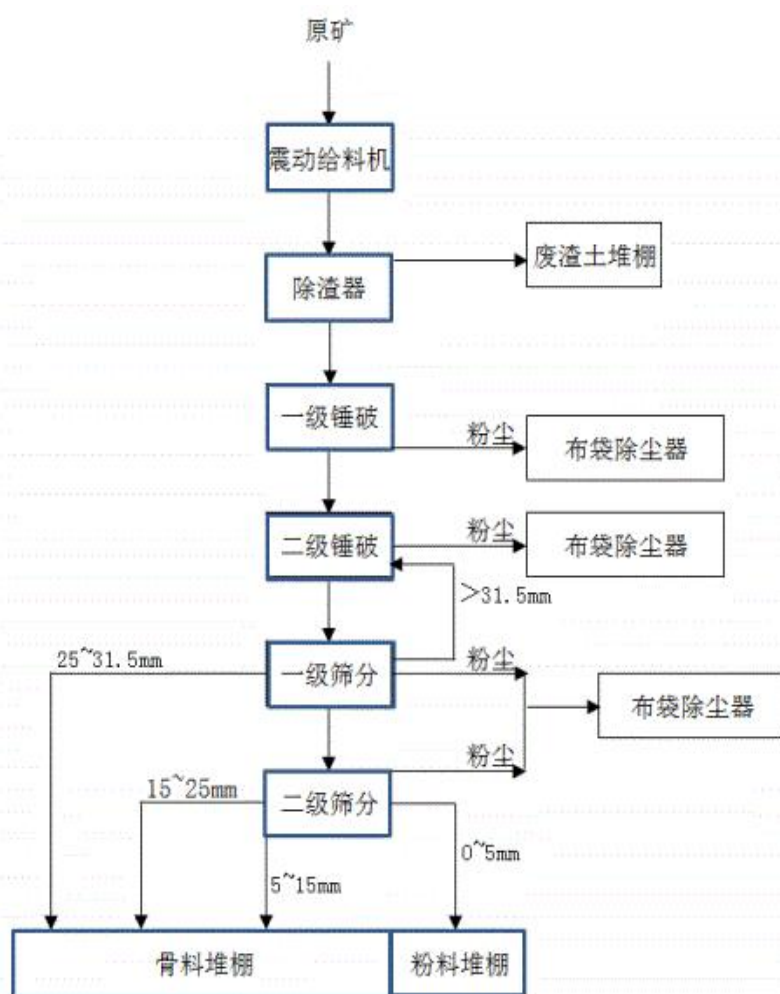 原矿
震动给料机
除渣器
废渣土堆棚
一级锤破
粉尘
布袋除尘器
二级锤破
粉尘
布袋除尘器
>31.5mm
25~31.5mm
一级筛分
粉尘
布袋除尘器
15~25mm
二级筛分
粉尘
0~5mm
5~15mm
骨料堆棚
粉料堆棚